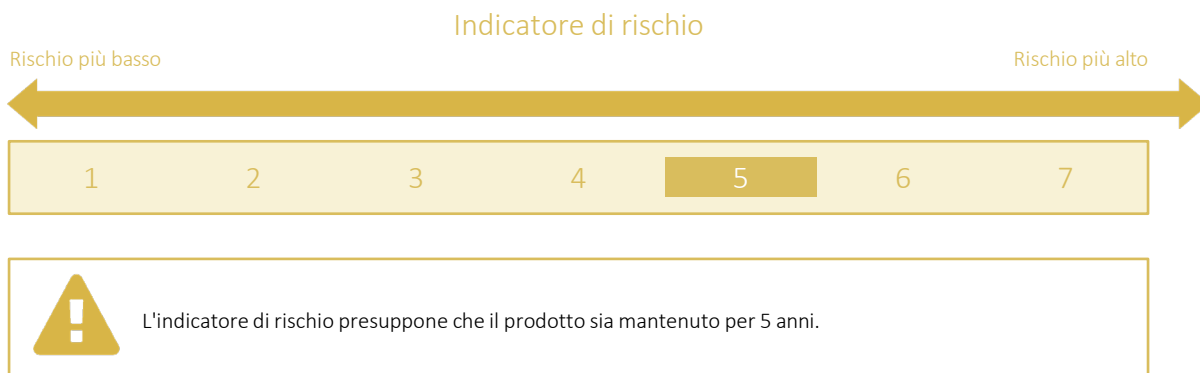 Indicatore di rischio
Rischio più basso Rischio più alto
1 2 3 4 5 6 7
L'indicatore di rischio presuppone che il prodotto sia mantenuto per 5 anni.